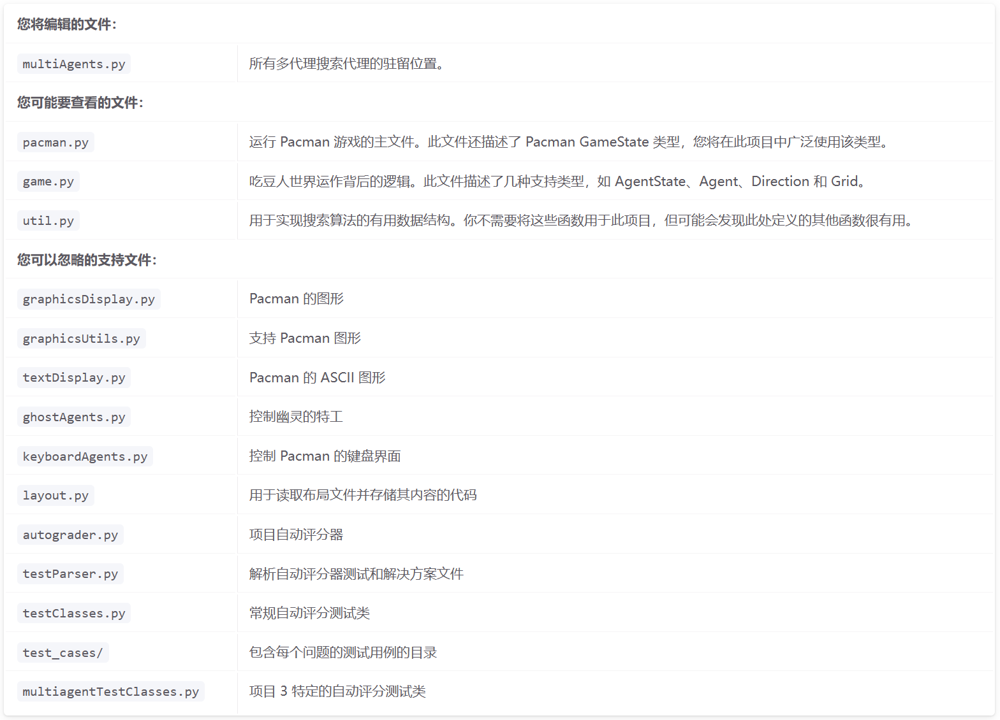 您将编辑的文件：
multiAgents.py 所有多代理搜索代理的驻留位置。
您可能要查看的文件：
pacman.py 运行 Pacman 游戏的主文件。此文件还描述了 Pacman GameState 类型，您将在此项目中广泛使用该类型。
game.py 吃豆人世界运作背后的逻辑。此文件描述了几种支持类型，如 AgentState、Agent、Direction 和 Grid。
util.py 用于实现搜索算法的有用数据结构。你不需要将这些函数用于此项目，但可能会发现此处定义的其他函数很有用。
您可以忽略的支持文件：
graphicsDisplay.py Pacman 的图形
graphicsUtils.py 支持 Pacman 图形
textDisplay.py Pacman 的 ASCII 图形
ghostAgents.py 控制幽灵的特工
keyboardAgents.py 控制 Pacman 的键盘界面
layout.py 用于读取布局文件并存储其内容的代码
autograder.py 项目自动评分器
testParser.py 解析自动评分器测试和解决方案文件
testClasses.py 常规自动评分测试类
test_cases/ 包含每个问题的测试用例的目录
multiagentTestClasses.py 项目 3 特定的自动评分测试类